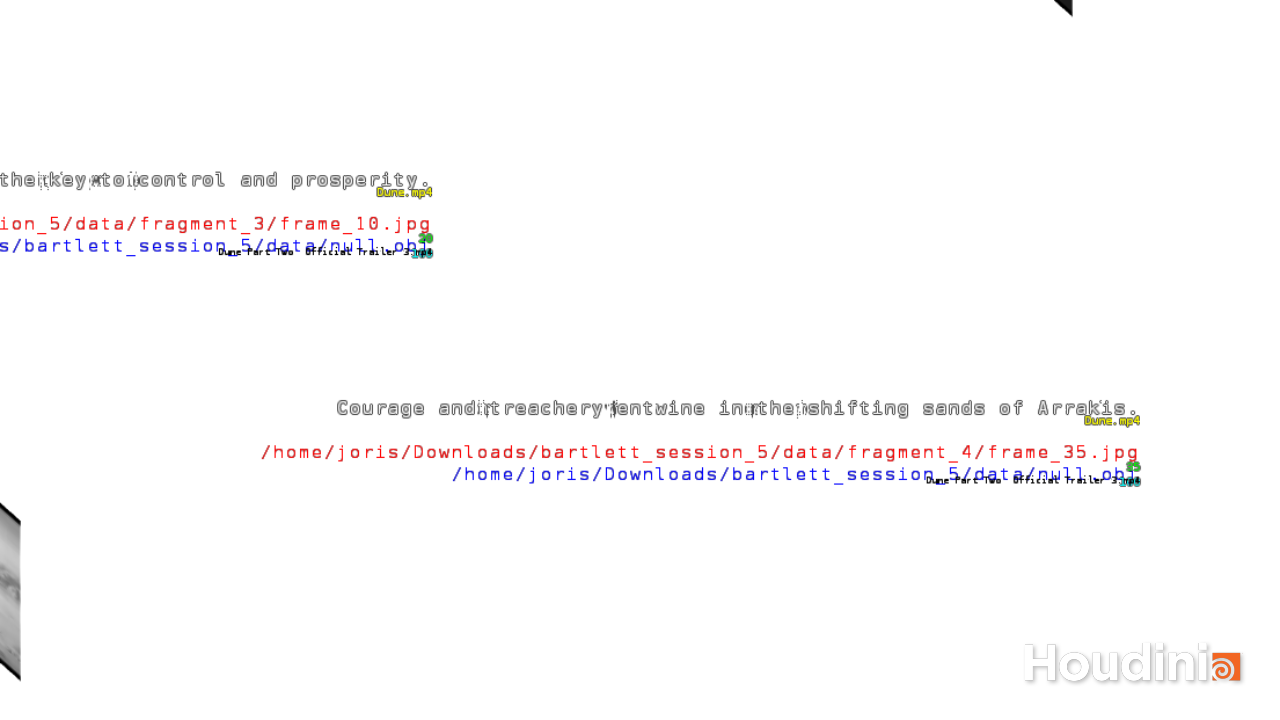 the key to control and prosperity.
Dune.mp4
ion_5/data/fragment_3/frame_10.jpg
20
s/bartlett_session_5/data/null.obj
Dune Part Two Official Trailer 3.mp4
Courage and treachery entwine in the shifting sands of Arrakis.
Dune.mp4
/home/joris/Downloads/bartlett_session_5/data/fragment_4/frame_35.jpg
/home/joris/Downloads/bartlett_session_5/data/null.obj
Dune Part Two Official Trailer 3.mp4
Houdini